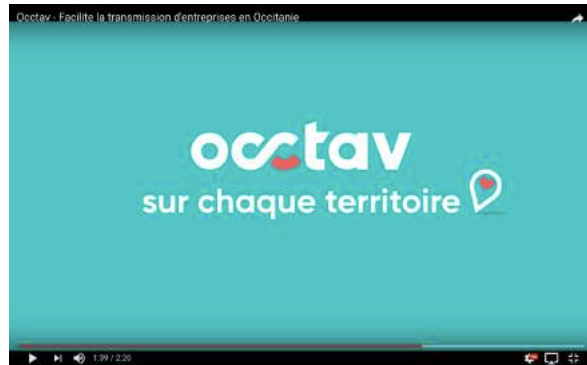 Occtav - Facilite la transmission d'entreprises en Occitanie
occtav
sur chaque territoire
1:39 / 2:20